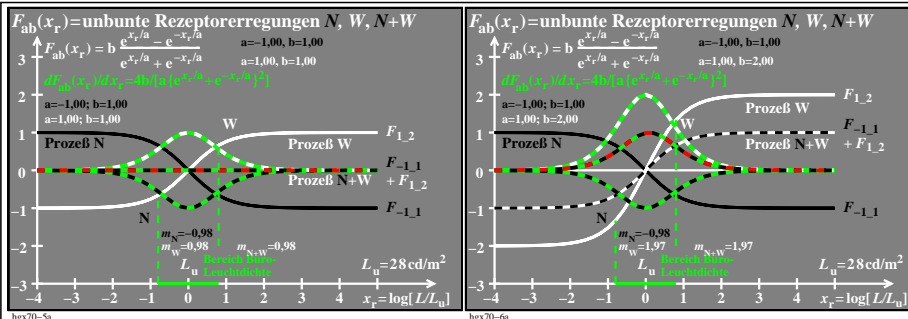 F_ab(x_r)=unbunte Rezeptorerregungen N, W, N+W
F_ab(x_r) = b (e^{x_r/a} – e^{–x_r/a}) / (e^{x_r/a} + e^{–x_r/a})
a=–1,00, b=1,00
a=1,00, b=1,00
dF_ab(x_r)/dx_r=4b/[a {e^{x_r/a}+e^{–x_r/a}}^2]
a=–1,00; b=1,00
a=1,00; b=1,00
W
F_1_2
Prozeß N
Prozeß W
F_–1_1
+ F_1_2
Prozeß N+W
F_–1_1
N
m_N=–0,98
m_W=0,98
m_N+W=0,98
Bereich Büro-
Leuchtdichte
L_u
L_u=28cd/m^2
3
2
1
0
–1
–2
–3
–4 –3 –2 –1 0 1 2 3 4 5
x_r=log[L/L_u]
hgx70–5a
F_ab(x_r)=unbunte Rezeptorerregungen N, W, N+W
F_ab(x_r) = b (e^{x_r/a} – e^{–x_r/a}) / (e^{x_r/a} + e^{–x_r/a})
a=–1,00, b=1,00
a=1,00, b=2,00
dF_ab(x_r)/dx_r=4b/[a {e^{x_r/a}+e^{–x_r/a}}^2]
a=–1,00; b=1,00
a=1,00; b=2,00
F_1_2
Prozeß W
W
F_–1_1
+ F_1_2
Prozeß N
Prozeß N+W
N
F_–1_1
m_N=–0,98
m_W=1,97
m_N+W=1,97
Bereich Büro-
Leuchtdichte
L_u
L_u=28cd/m^2
3
2
1
0
–1
–2
–3
–4 –3 –2 –1 0 1 2 3 4 5
x_r=log[L/L_u]
hgx70–6a